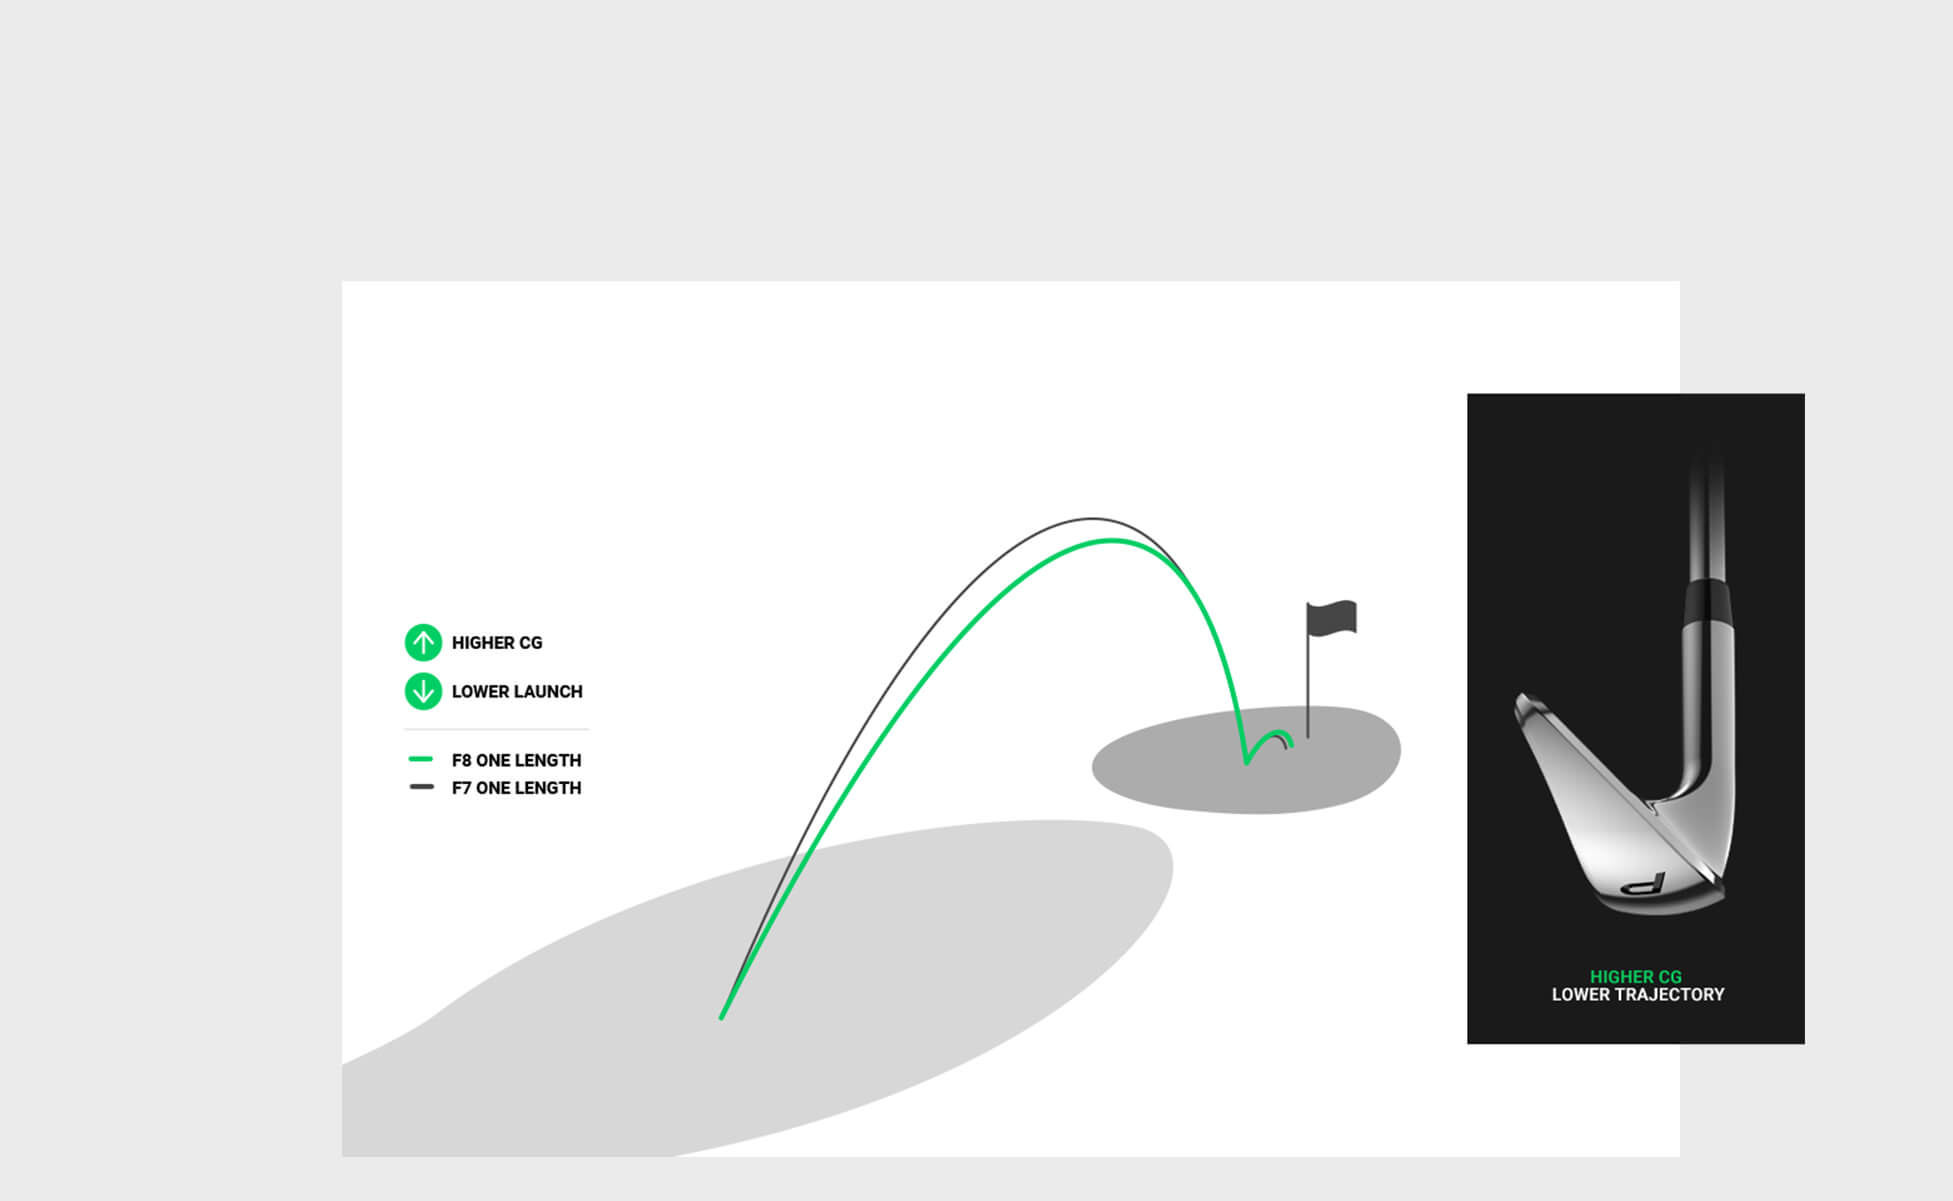 HIGHER CG
LOWER LAUNCH
F8 ONE LENGTH
F7 ONE LENGTH
P
HIGHER CG
LOWER TRAJECTORY